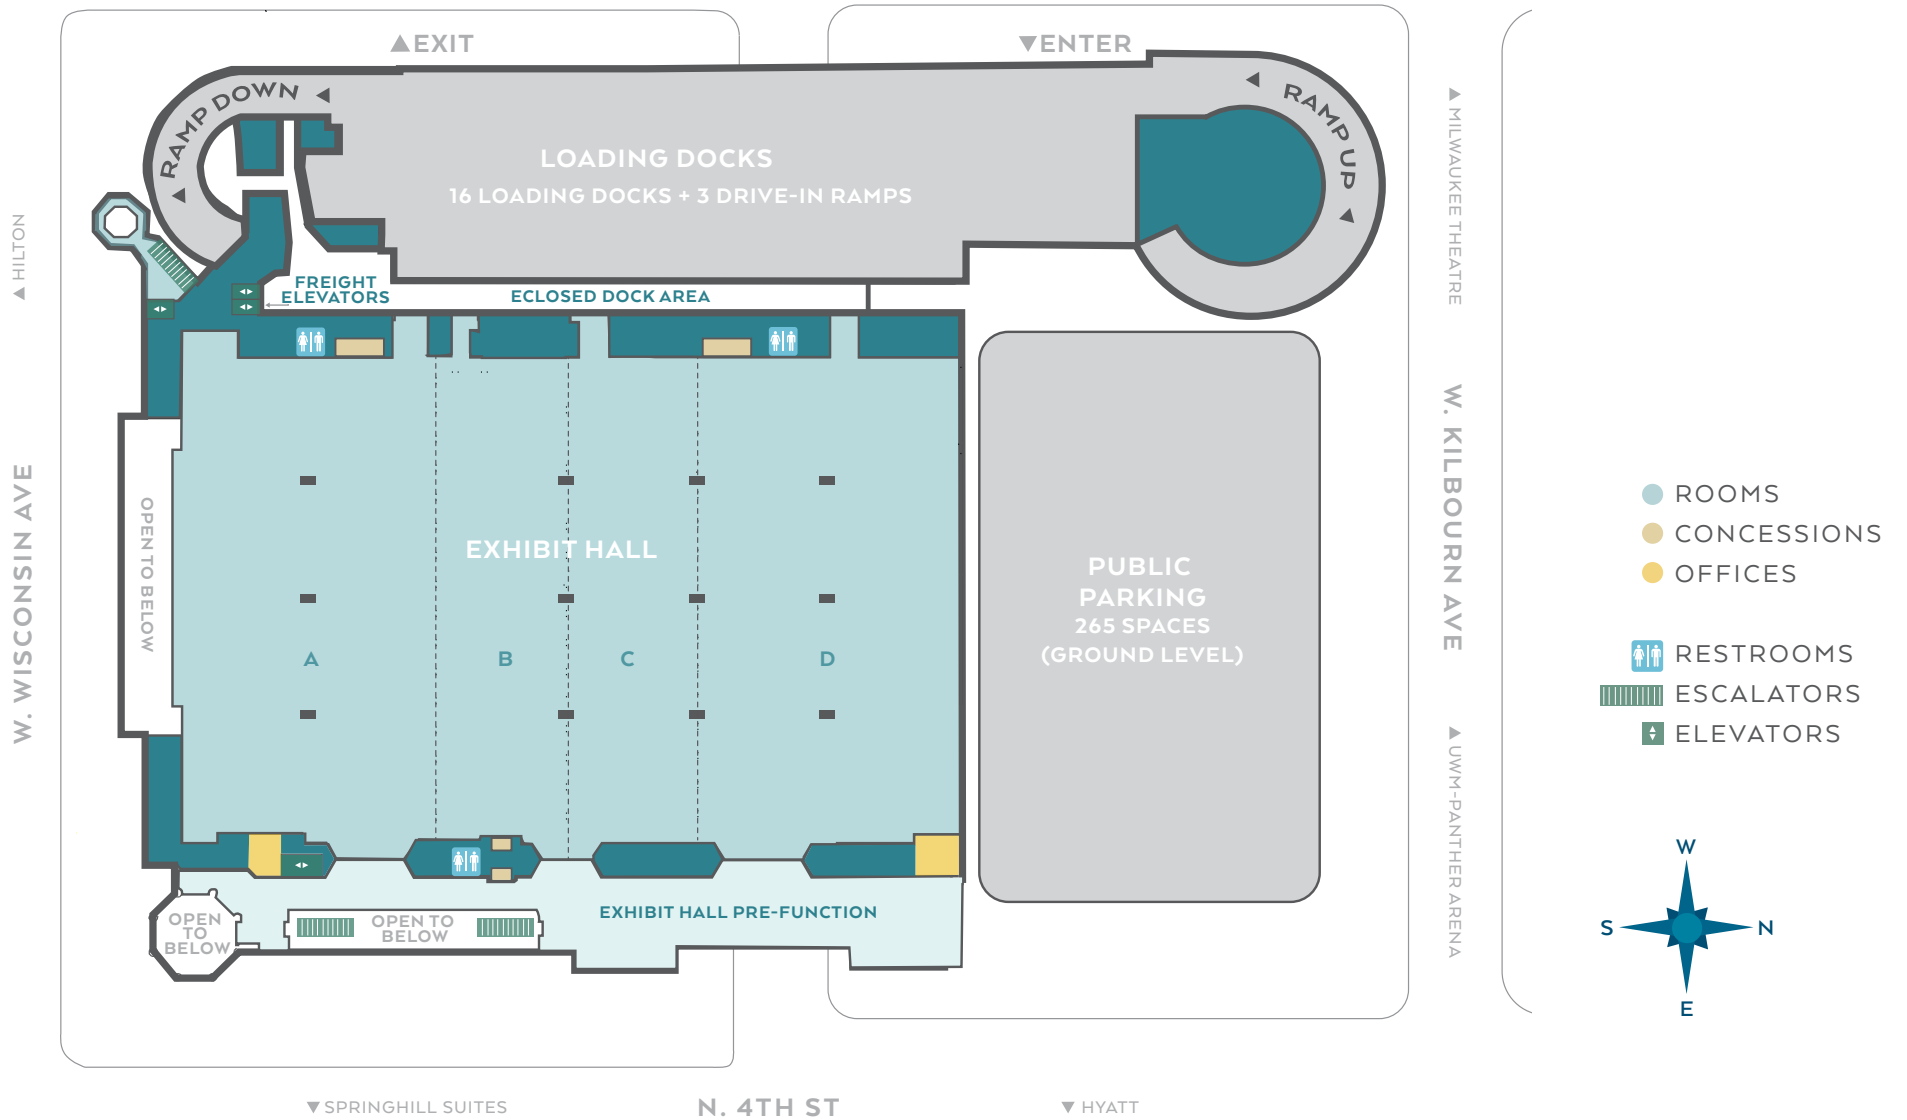 EXIT
ENTER
RAMP DOWN
RAMP UP
LOADING DOCKS
16 LOADING DOCKS + 3 DRIVE-IN RAMPS
MILWAUKEE THEATRE
HILTON
FREIGHT
ELEVATORS
ECLOSED DOCK AREA
W. WISCONSIN AVE
OPEN TO BELOW
EXHIBIT HALL
A
B
C
D
PUBLIC
PARKING
265 SPACES
(GROUND LEVEL)
W. KILBOURN AVE
UWM-PANTHER ARENA
ROOMS
CONCESSIONS
OFFICES
RESTROOMS
ESCALATORS
ELEVATORS
OPEN
TO
BELOW
OPEN TO
BELOW
EXHIBIT HALL PRE-FUNCTION
W
S
N
E
SPRINGHILL SUITES
N. 4TH ST
HYATT